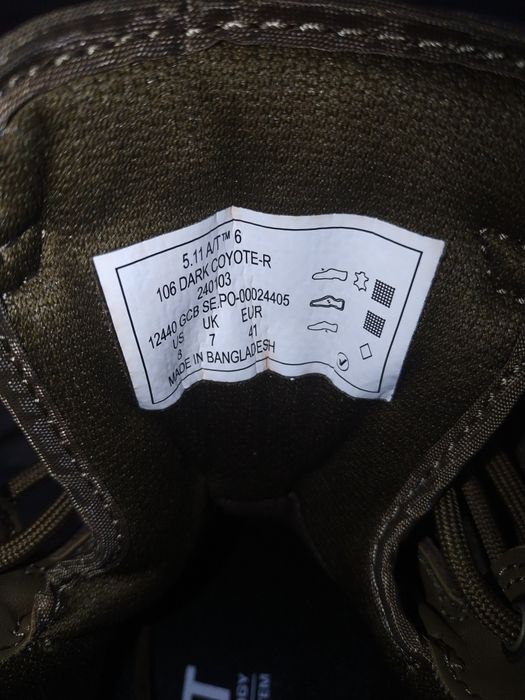 5.11 A/T™ 6
106 DARK COYOTE-R
240103
12440 GCB SE.PO-00024405
US UK EUR
8 7 41
MADE IN BANGLADESH